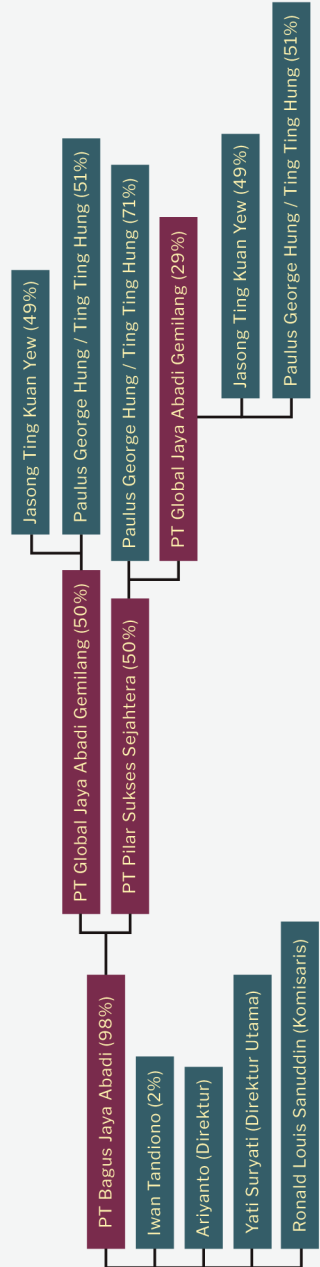 PT Bagus Jaya Abadi (98%)
PT Global Jaya Abadi Gemilang (50%)
Jasong Ting Kuan Yew (49%)
Paulus George Hung / Ting Ting Hung (51%)
PT Pilar Sukses Sejahtera (50%)
Paulus George Hung / Ting Ting Hung (71%)
PT Global Jaya Abadi Gemilang (29%)
Jasong Ting Kuan Yew (49%)
Paulus George Hung / Ting Ting Hung (51%)
Iwan Tandiono (2%)
Ariyanto (Direktur)
Yati Suryati (Direktur Utama)
Ronald Louis Sanuddin (Komisaris)